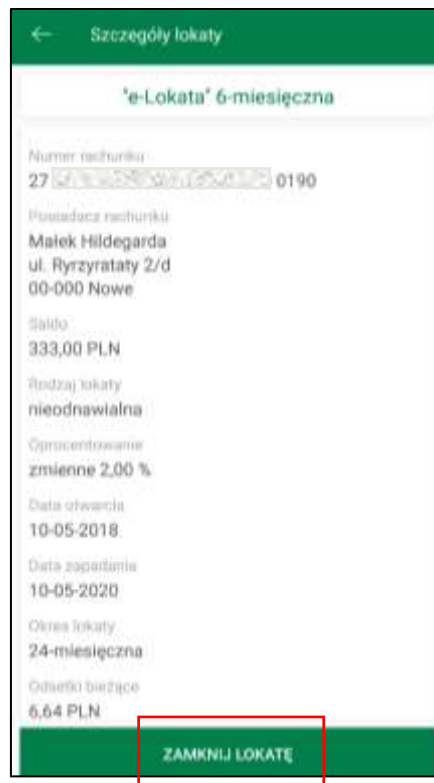 Szczegóły lokaty
"e-Lokata" 6-miesięczna
Numer rachunku
27 0190
Posiadacz rachunku
Małek Hildegarda
ul. Ryrzyrataty 2/d
00-000 Nowe
Saldo
333,00 PLN
Rodzaj lokaty
nieodnawialna
Oprocentowanie
zmienne 2,00 %
Data otwarcia
10-05-2018
Data zapadania
10-05-2020
Okres lokaty
24-miesięczna
Odsetki bieżące
6,64 PLN
ZAMKNIJ LOKATĘ